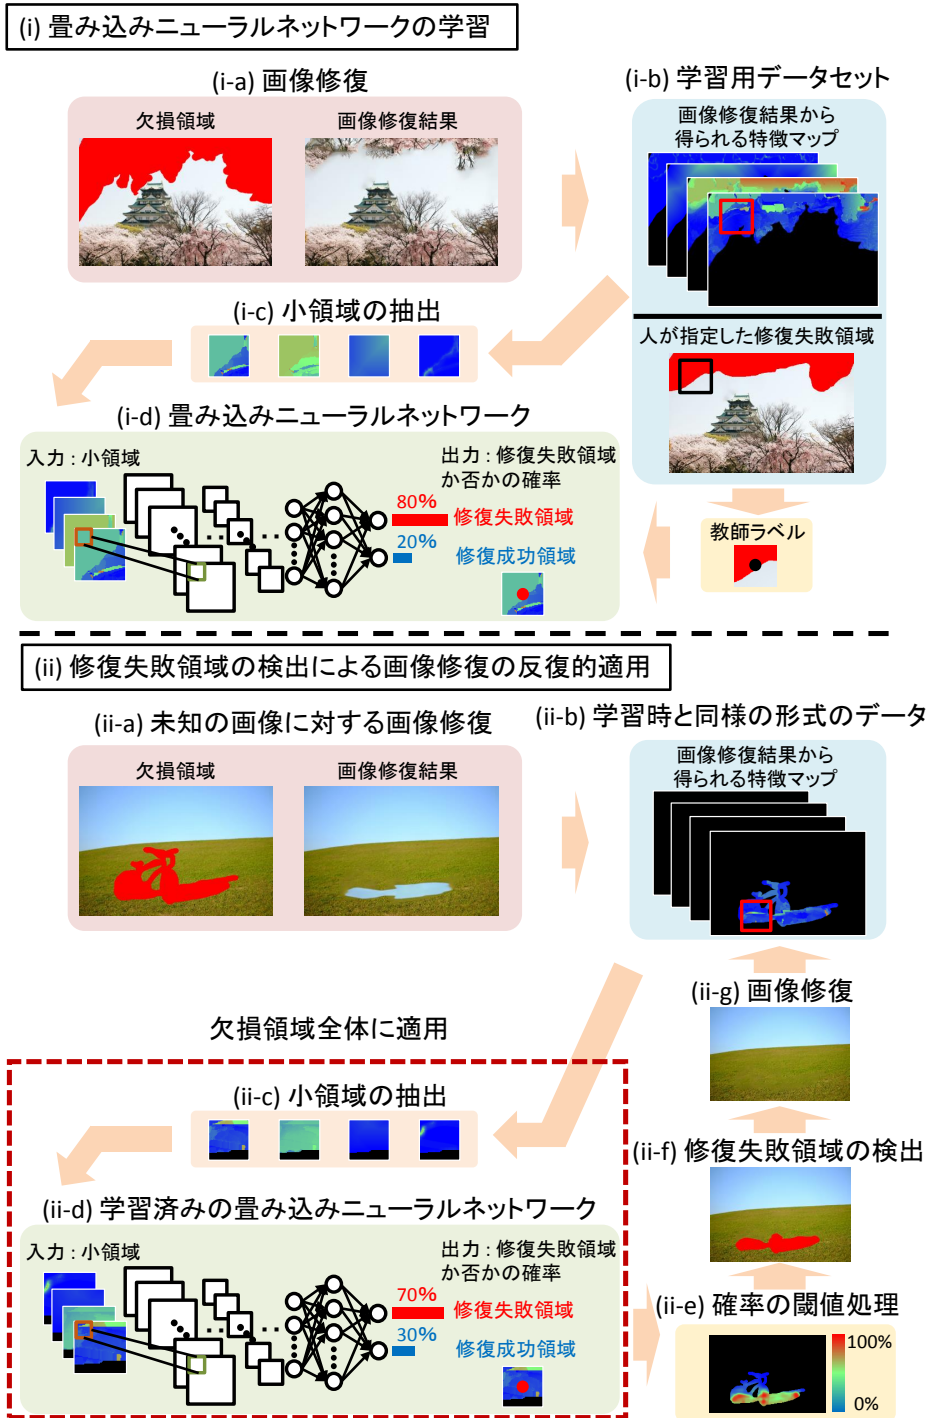 (i) 畳み込みニューラルネットワークの学習
(i-a) 画像修復
欠損領域
画像修復結果
(i-b) 学習用データセット
画像修復結果から
得られる特徴マップ
人が指定した修復失敗領域
(i-c) 小領域の抽出
(i-d) 畳み込みニューラルネットワーク
入力 : 小領域
出力 : 修復失敗領域
か否かの確率
80%
修復失敗領域
20%
修復成功領域
教師ラベル
(ii) 修復失敗領域の検出による画像修復の反復的適用
(ii-a) 未知の画像に対する画像修復
欠損領域
画像修復結果
(ii-b) 学習時と同様の形式のデータ
画像修復結果から
得られる特徴マップ
欠損領域全体に適用
(ii-c) 小領域の抽出
(ii-d) 学習済みの畳み込みニューラルネットワーク
入力 : 小領域
出力 : 修復失敗領域
か否かの確率
70%
修復失敗領域
30%
修復成功領域
(ii-e) 確率の閾値処理
100%
0%
(ii-f) 修復失敗領域の検出
(ii-g) 画像修復